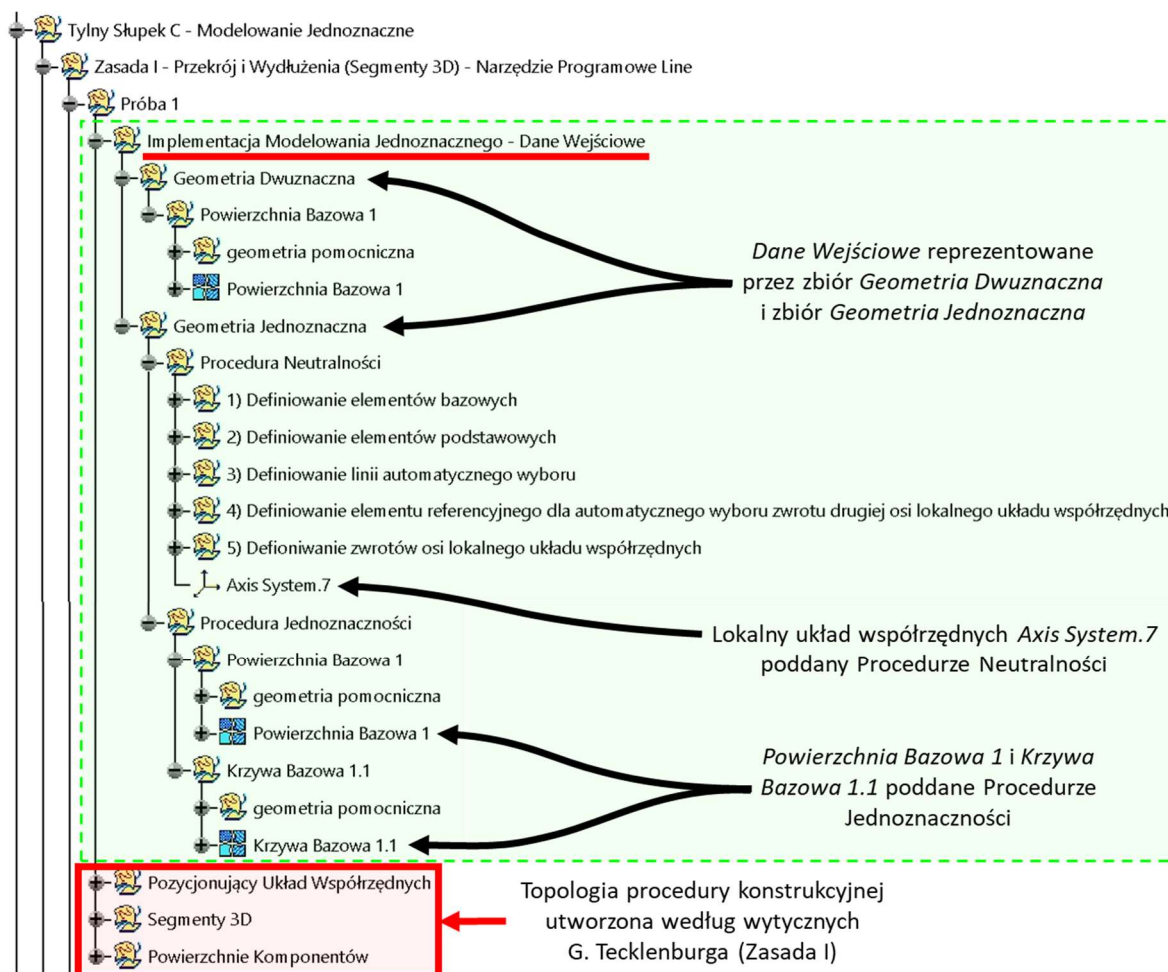 Tylny Słupek C - Modelowanie Jednoznaczne
Zasada I - Przekrój i Wydłużenia (Segmenty 3D) - Narzędzie Programowe Line
Próba 1
Implementacja Modelowania Jednoznacznego - Dane Wejściowe
Geometria Dwuznaczna
Powierzchnia Bazowa 1
geometria pomocniczna
Powierzchnia Bazowa 1
Geometria Jednoznaczna
Procedura Neutralności
1) Definiowanie elementów bazowych
2) Definiowanie elementów podstawowych
3) Definiowanie linii automatycznego wyboru
4) Definiowanie elementu referencyjnego dla automatycznego wyboru zwrotu drugiej osi lokalnego układu współrzędnych
5) Defioniwanie zwrotów osi lokalnego układu współrzędnych
Axis System.7
Procedura Jednoznaczności
Powierzchnia Bazowa 1
geometria pomocniczna
Powierzchnia Bazowa 1
Krzywa Bazowa 1.1
geometria pomocniczna
Krzywa Bazowa 1.1
Pozycjonujący Układ Współrzędnych
Segmenty 3D
Powierzchnie Komponentów
Dane Wejściowe reprezentowane
przez zbiór Geometria Dwuznaczna
i zbiór Geometria Jednoznaczna
Lokalny układ współrzędnych Axis System.7
poddany Procedurze Neutralności
Powierzchnia Bazowa 1 i Krzywa
Bazowa 1.1 poddane Procedurze
Jednoznaczności
Topologia procedury konstrukcyjnej
utworzona według wytycznych
G. Tecklenburga (Zasada I)